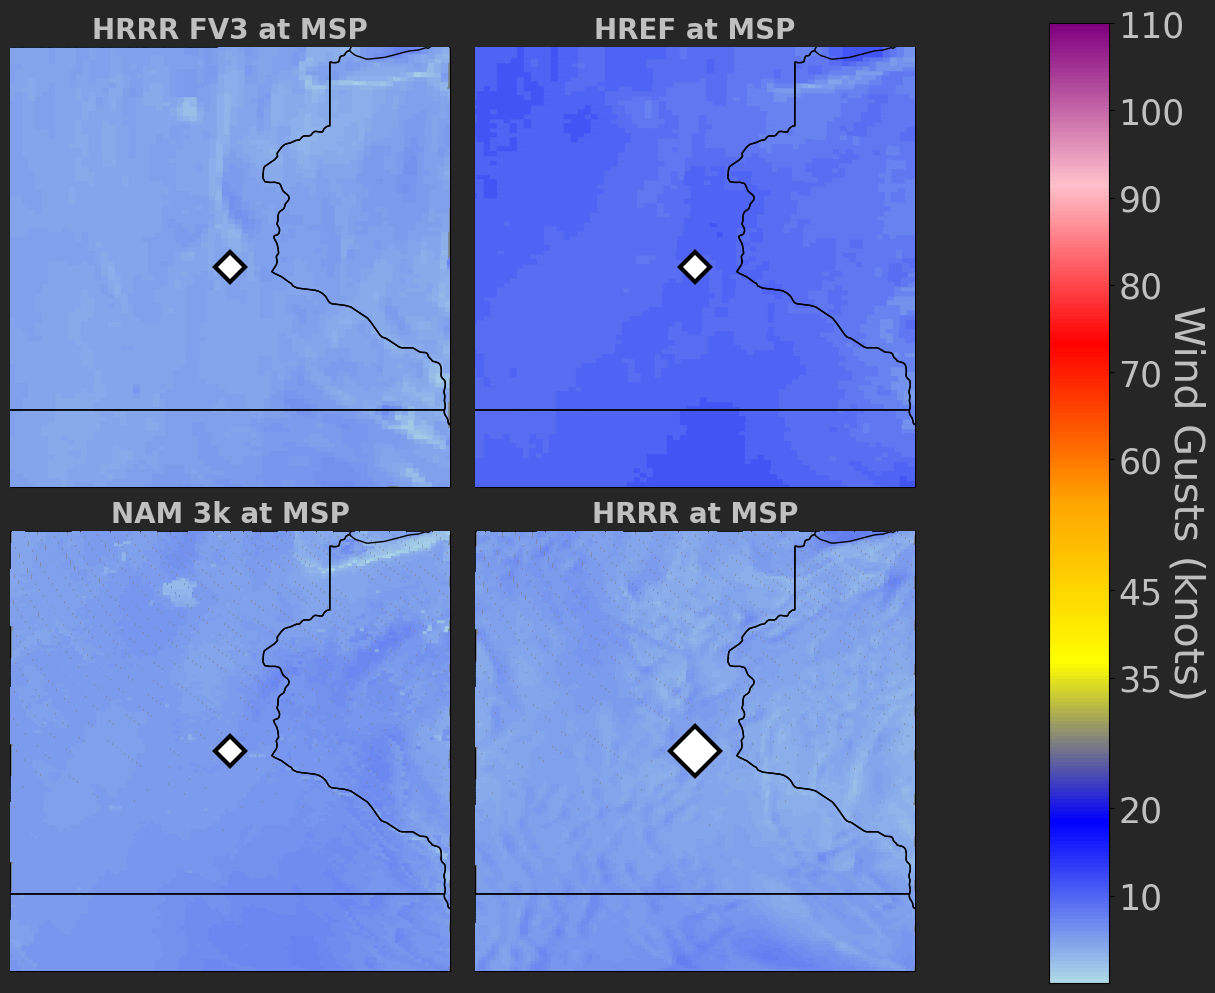 HRRR FV3 at MSP
HREF at MSP
NAM 3k at MSP
HRRR at MSP
110
100
90
80
70
60
45
35
20
10
Wind Gusts (knots)